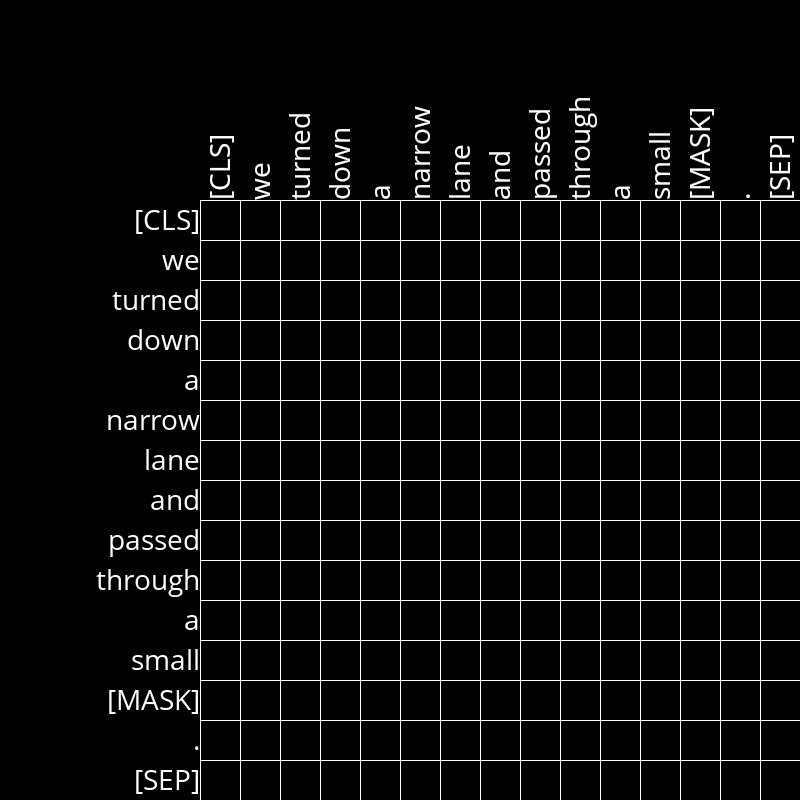 [CLS] we turned down a narrow lane and passed through a small [MASK] . [SEP]
[CLS]
we
turned
down
a
narrow
lane
and
passed
through
a
small
[MASK]
.
[SEP]